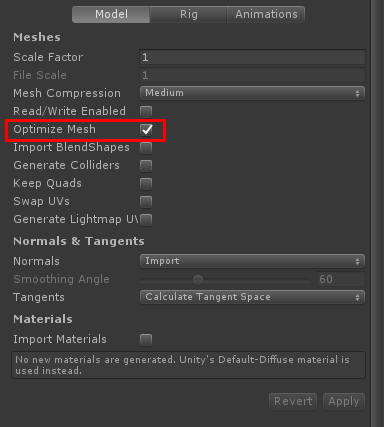 Model Rig Animations
Meshes
Scale Factor 1
File Scale 1
Mesh Compression Medium
Read/Write Enabled
Optimize Mesh
Import BlendShapes
Generate Colliders
Keep Quads
Swap UVs
Generate Lightmap UV
Normals & Tangents
Normals Import
Smoothing Angle 60
Tangents Calculate Tangent Space
Materials
Import Materials
No new materials are generated. Unity's Default-Diffuse material is
used instead.
Revert Apply